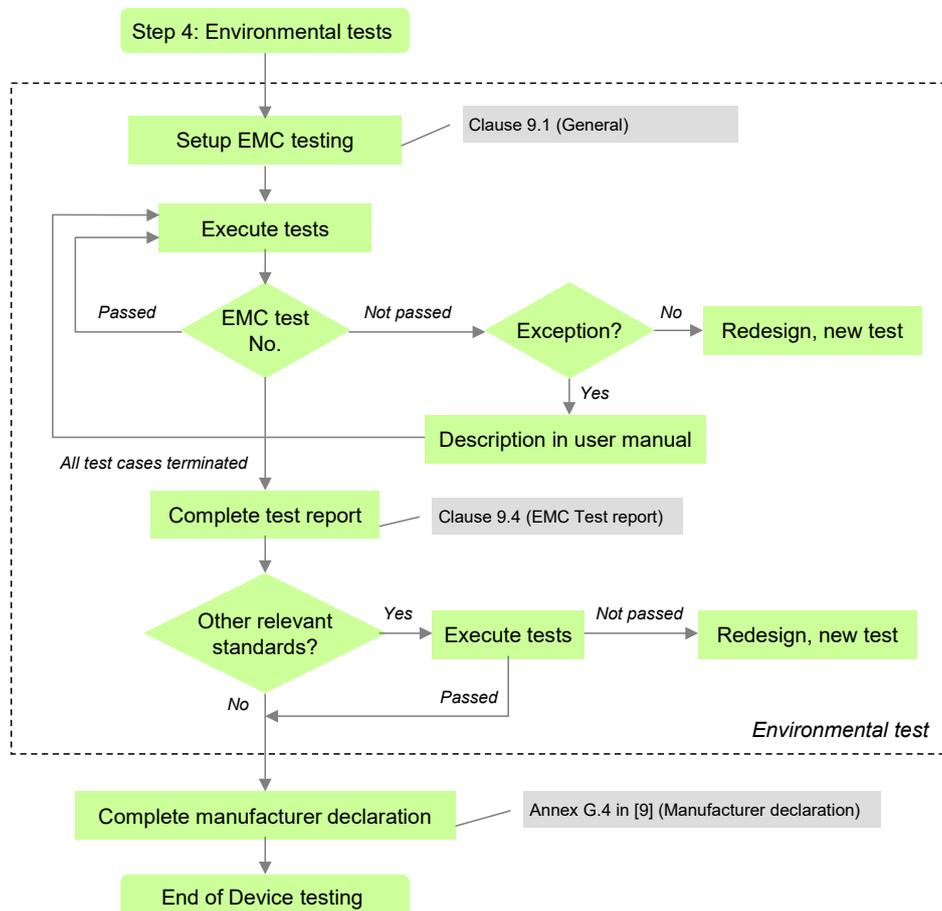 Step 4: Environmental tests
Clause 9.1 (General)
Setup EMC testing
Execute tests
Passed
EMC test
No.
Not passed
Exception?
No
Redesign, new test
Yes
Description in user manual
All test cases terminated
Complete test report
Clause 9.4 (EMC Test report)
Other relevant
standards?
Yes
Execute tests
Not passed
Redesign, new test
No
Passed
Environmental test
Complete manufacturer declaration
Annex G.4 in [9] (Manufacturer declaration)
End of Device testing